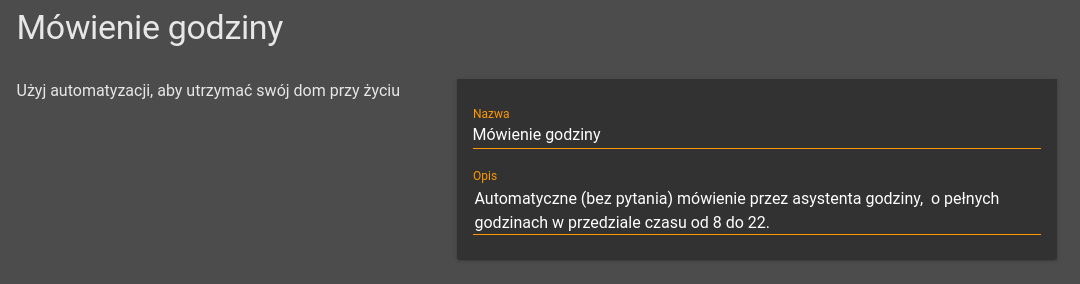 Mówienie godziny
Użyj automatyzacji, aby utrzymać swój dom przy życiu
Nazwa
Mówienie godziny
Opis
Automatyczne (bez pytania) mówienie przez asystenta godziny,  o pełnych
godzinach w przedziale czasu od 8 do 22.